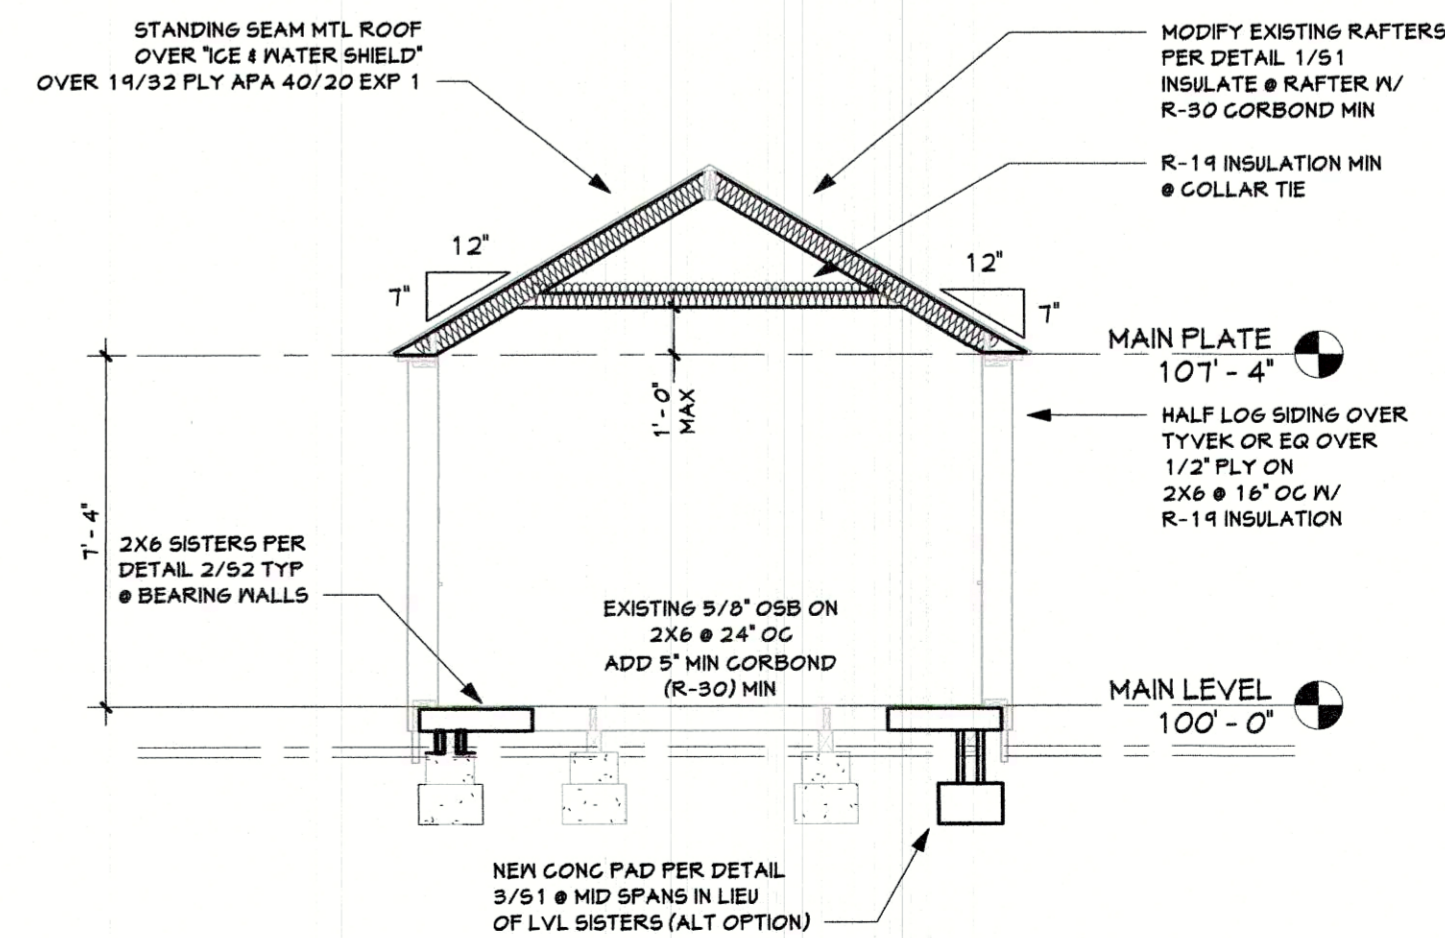 STANDING SEAM MTL ROOF
OVER "ICE & WATER SHIELD"
OVER 19/32 PLY APA 40/20 EXP 1
MODIFY EXISTING RAFTERS
PER DETAIL 1/S1
INSULATE @ RAFTER W/
R-30 CORBOND MIN
R-19 INSULATION MIN
@ COLLAR TIE
12"
7"
12"
7"
MAIN PLATE
107' - 4"
1' - 0"
MAX
HALF LOG SIDING OVER
TYVEK OR EQ OVER
1/2" PLY ON
2X6 @ 16" OC W/
R-19 INSULATION
7' - 4"
2X6 SISTERS PER
DETAIL 2/S2 TYP
@ BEARING WALLS
EXISTING 5/8" OSB ON
2X6 @ 24" OC
ADD 5" MIN CORBOND
(R-30) MIN
MAIN LEVEL
100' - 0"
NEW CONC PAD PER DETAIL
3/S1 @ MID SPANS IN LIEU
OF LVL SISTERS (ALT OPTION)